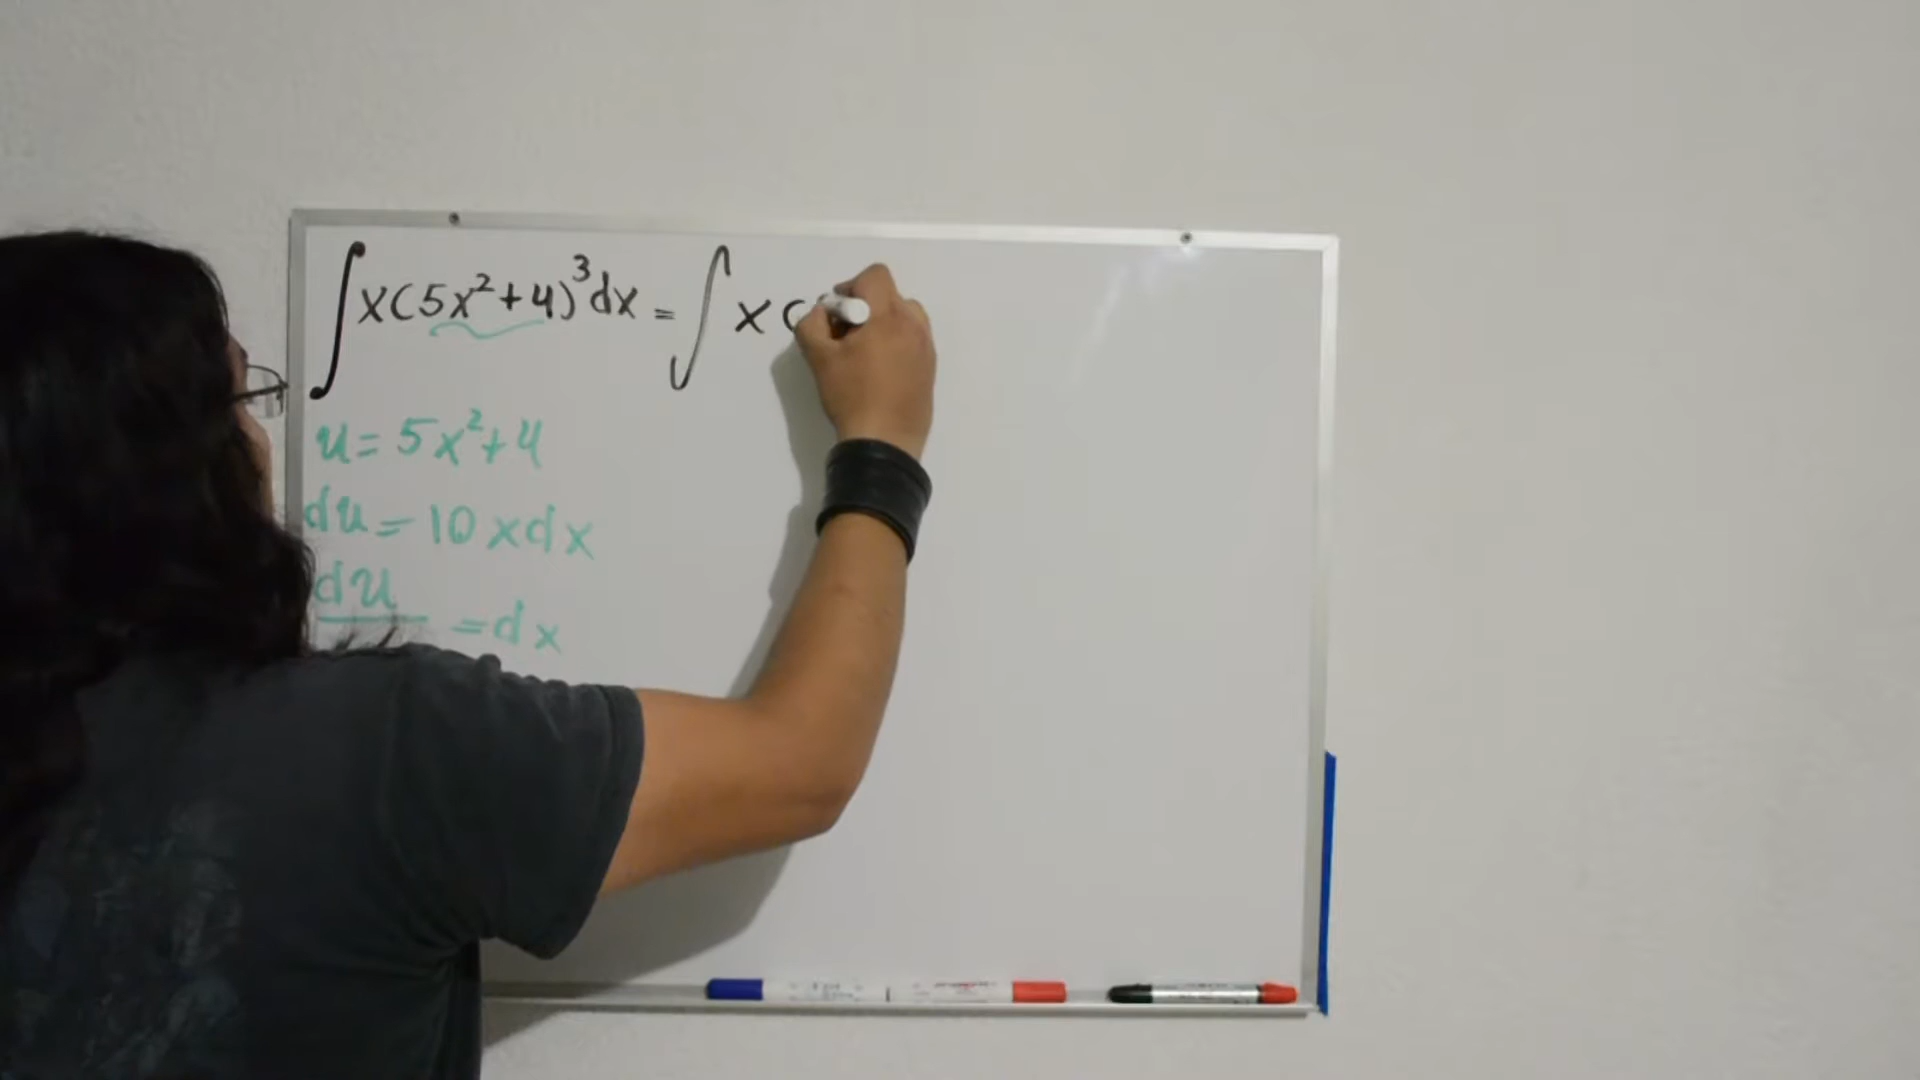 ∫x(5x²+4)³dx = ∫x(
u = 5x²+4
du = 10xdx
du = dx